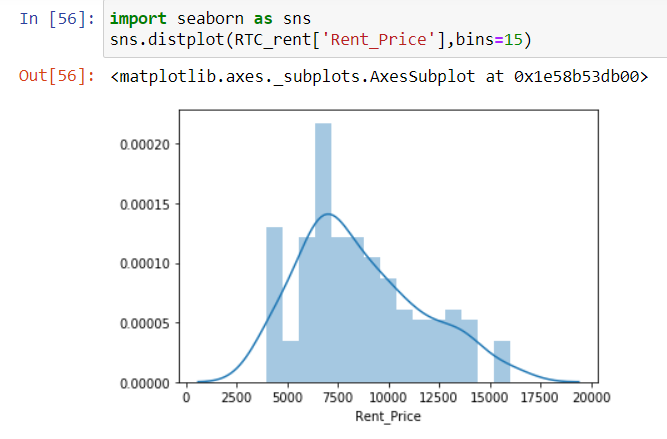 In [56]: import seaborn as sns
sns.distplot(RTC_rent['Rent_Price'],bins=15)
Out[56]: <matplotlib.axes._subplots.AxesSubplot at 0x1e58b53db00>
0.00020
0.00015
0.00010
0.00005
0.00000
0 2500 5000 7500 10000 12500 15000 17500 20000
Rent_Price